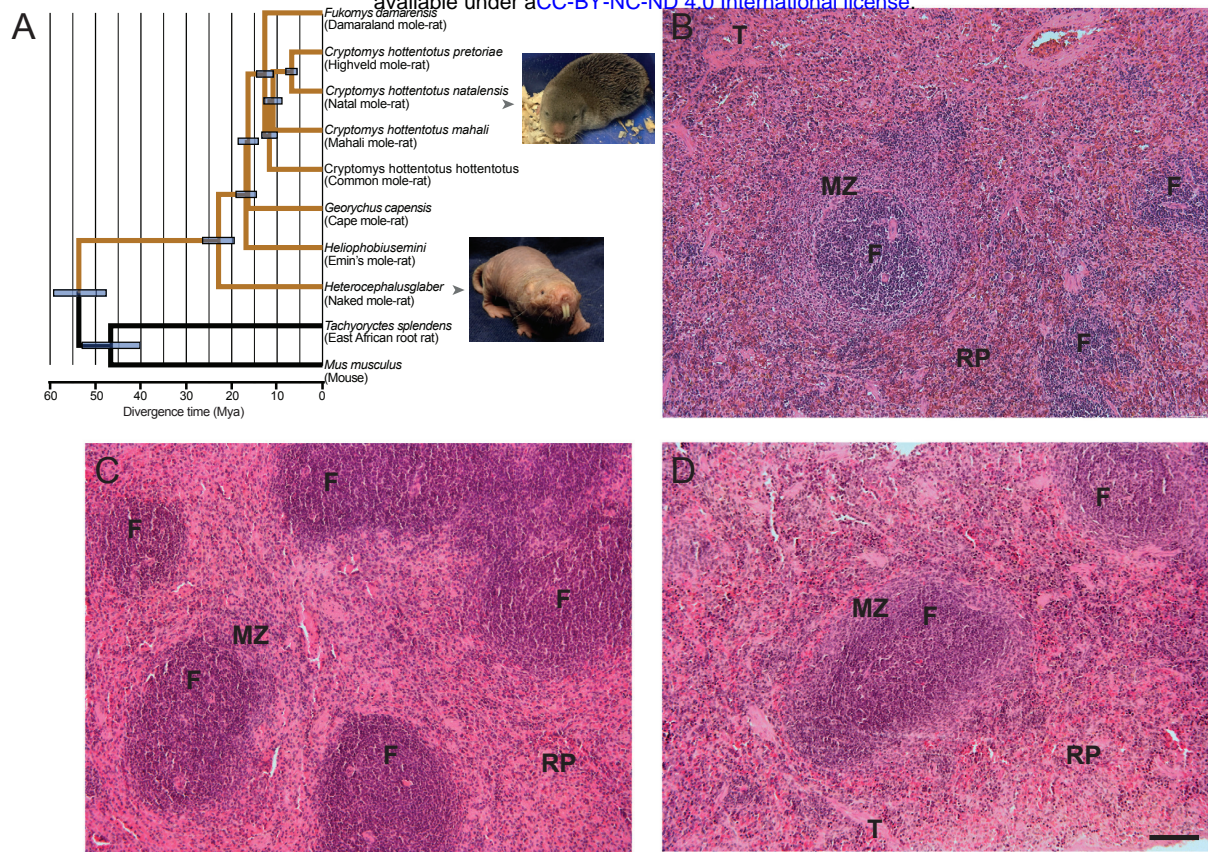 available under aCC-BY-NC-ND 4.0 International license.
A
Fukomys damarensis
(Damaraland mole-rat)
Cryptomys hottentotus pretoriae
(Highveld mole-rat)
Cryptomys hottentotus natalensis
(Natal mole-rat)
Cryptomys hottentotus mahali
(Mahali mole-rat)
Cryptomys hottentotus hottentotus
(Common mole-rat)
Georychus capensis
(Cape mole-rat)
Heliophobiusemini
(Emin's mole-rat)
Heterocephalusglaber
(Naked mole-rat)
Tachyoryctes splendens
(East African root rat)
Mus musculus
(Mouse)
60 50 40 30 20 10 0
Divergence time (Mya)
B
T
MZ
F
F
F
RP
C
F
F
F
MZ
F
F
RP
D
F
MZ
F
RP
T